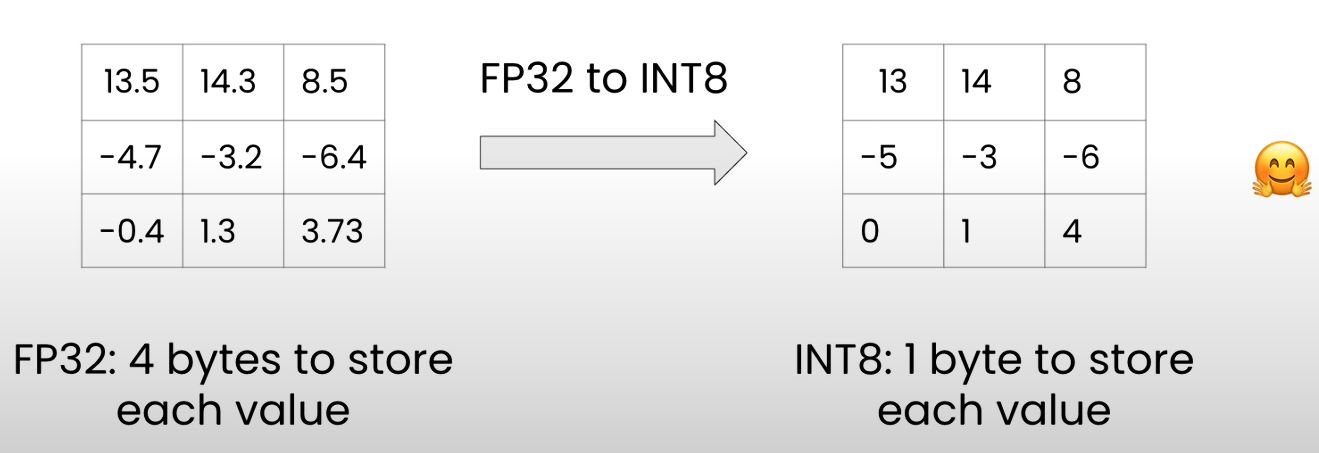 13.5 14.3 8.5
-4.7 -3.2 -6.4
-0.4 1.3 3.73
FP32 to INT8
13 14 8
-5 -3 -6
0 1 4
FP32: 4 bytes to store
each value
INT8: 1 byte to store
each value